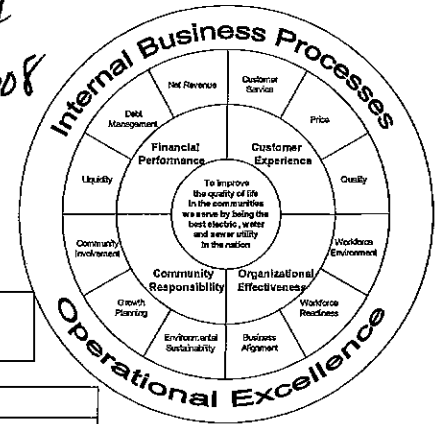 08
Internal Business Processes
Net Revenue
Customer
Service
Debt
Management
Price
Financial
Performance
Customer
Experience
Liquidity
Quality
To improve
the quality of life
in the communities
we serve by being the
best electric, water
and sewer utility
in the nation
Community
Involvement
Workforce
Environment
Community
Responsibility
Organizational
Effectiveness
Growth
Planning
Workforce
Readiness
Environmental
Sustainability
Business
Alignment
Operational Excellence